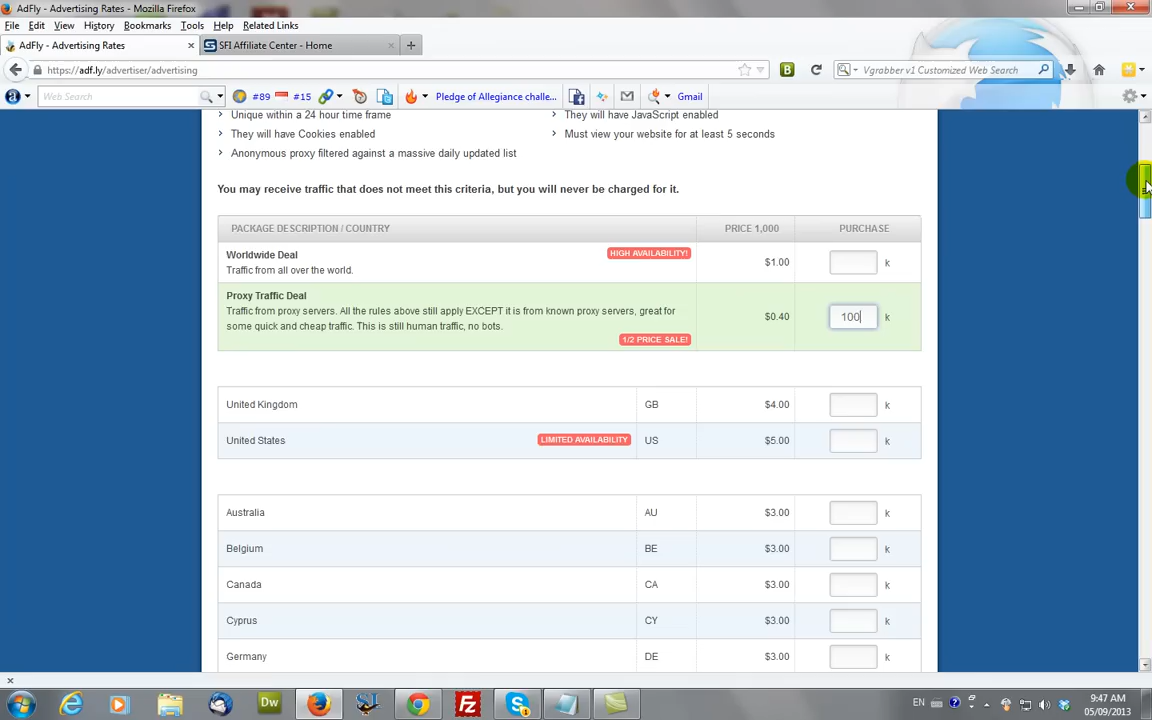 AdFly - Advertising Rates - Mozilla Firefox
File Edit View History Bookmarks Tools Help Related Links
AdFly - Advertising Rates × SFI Affiliate Center - Home × +
https://adf.ly/advertiser/advertising B Vgrabber v1 Customized Web Search
Web Search #89 #15 Pledge of Allegiance challe... Gmail
Unique within a 24 hour time frame
They will have JavaScript enabled
They will have Cookies enabled
Must view your website for at least 5 seconds
Anonymous proxy filtered against a massive daily updated list
You may receive traffic that does not meet this criteria, but you will never be charged for it.
PACKAGE DESCRIPTION / COUNTRY PRICE 1,000 PURCHASE
Worldwide Deal HIGH AVAILABILITY!
Traffic from all over the world. $1.00 k
Proxy Traffic Deal
Traffic from proxy servers. All the rules above still apply EXCEPT it is from known proxy servers, great for $0.40 100 k
some quick and cheap traffic. This is still human traffic, no bots.
1/2 PRICE SALE!
United Kingdom GB $4.00 k
United States LIMITED AVAILABILITY US $5.00 k
Australia AU $3.00 k
Belgium BE $3.00 k
Canada CA $3.00 k
Cyprus CY $3.00 k
Germany DE $3.00 k
×
Dw EN 9:47 AM
05/09/2013